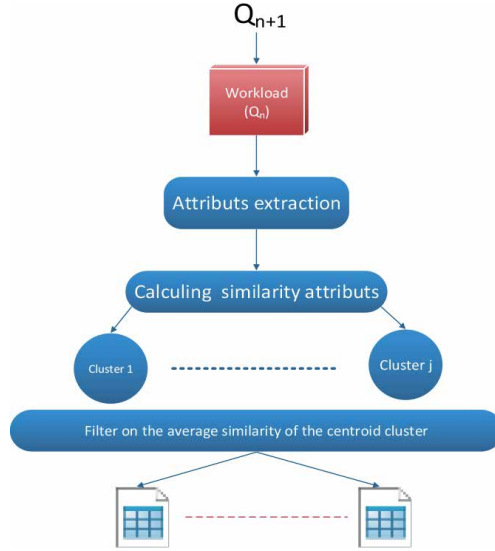 Qn+1
Workload
(Qn)
Attributs extraction
Calculing similarity attributs
Cluster 1
Cluster j
Filter on the average similarity of the centroid cluster